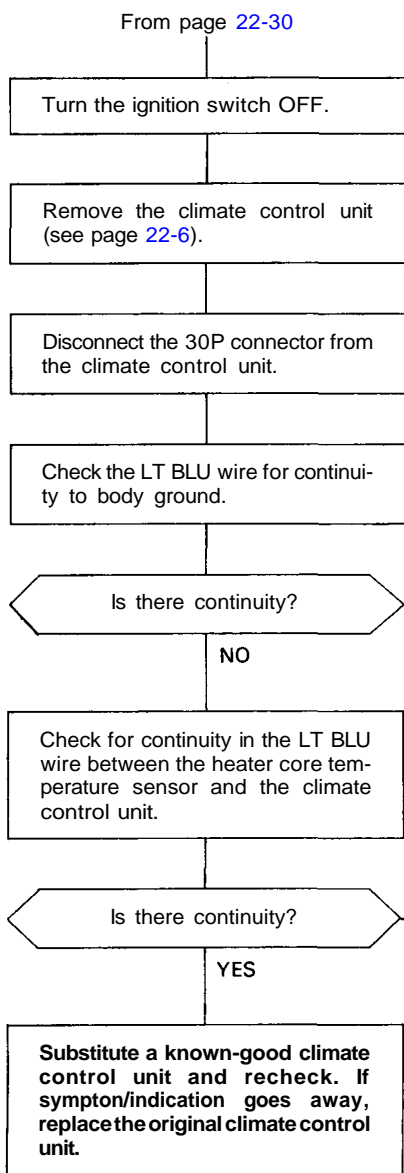 From page 22-30
Turn the ignition switch OFF.
Remove the climate control unit
(see page 22-6).
Disconnect the 30P connector from
the climate control unit.
Check the LT BLU wire for continui-
ty to body ground.
Is there continuity?
NO
Check for continuity in the LT BLU
wire between the heater core tem-
perature sensor and the climate
control unit.
Is there continuity?
YES
Substitute a known-good climate
control unit and recheck. If
sympton/indication goes away,
replace the original climate control
unit.